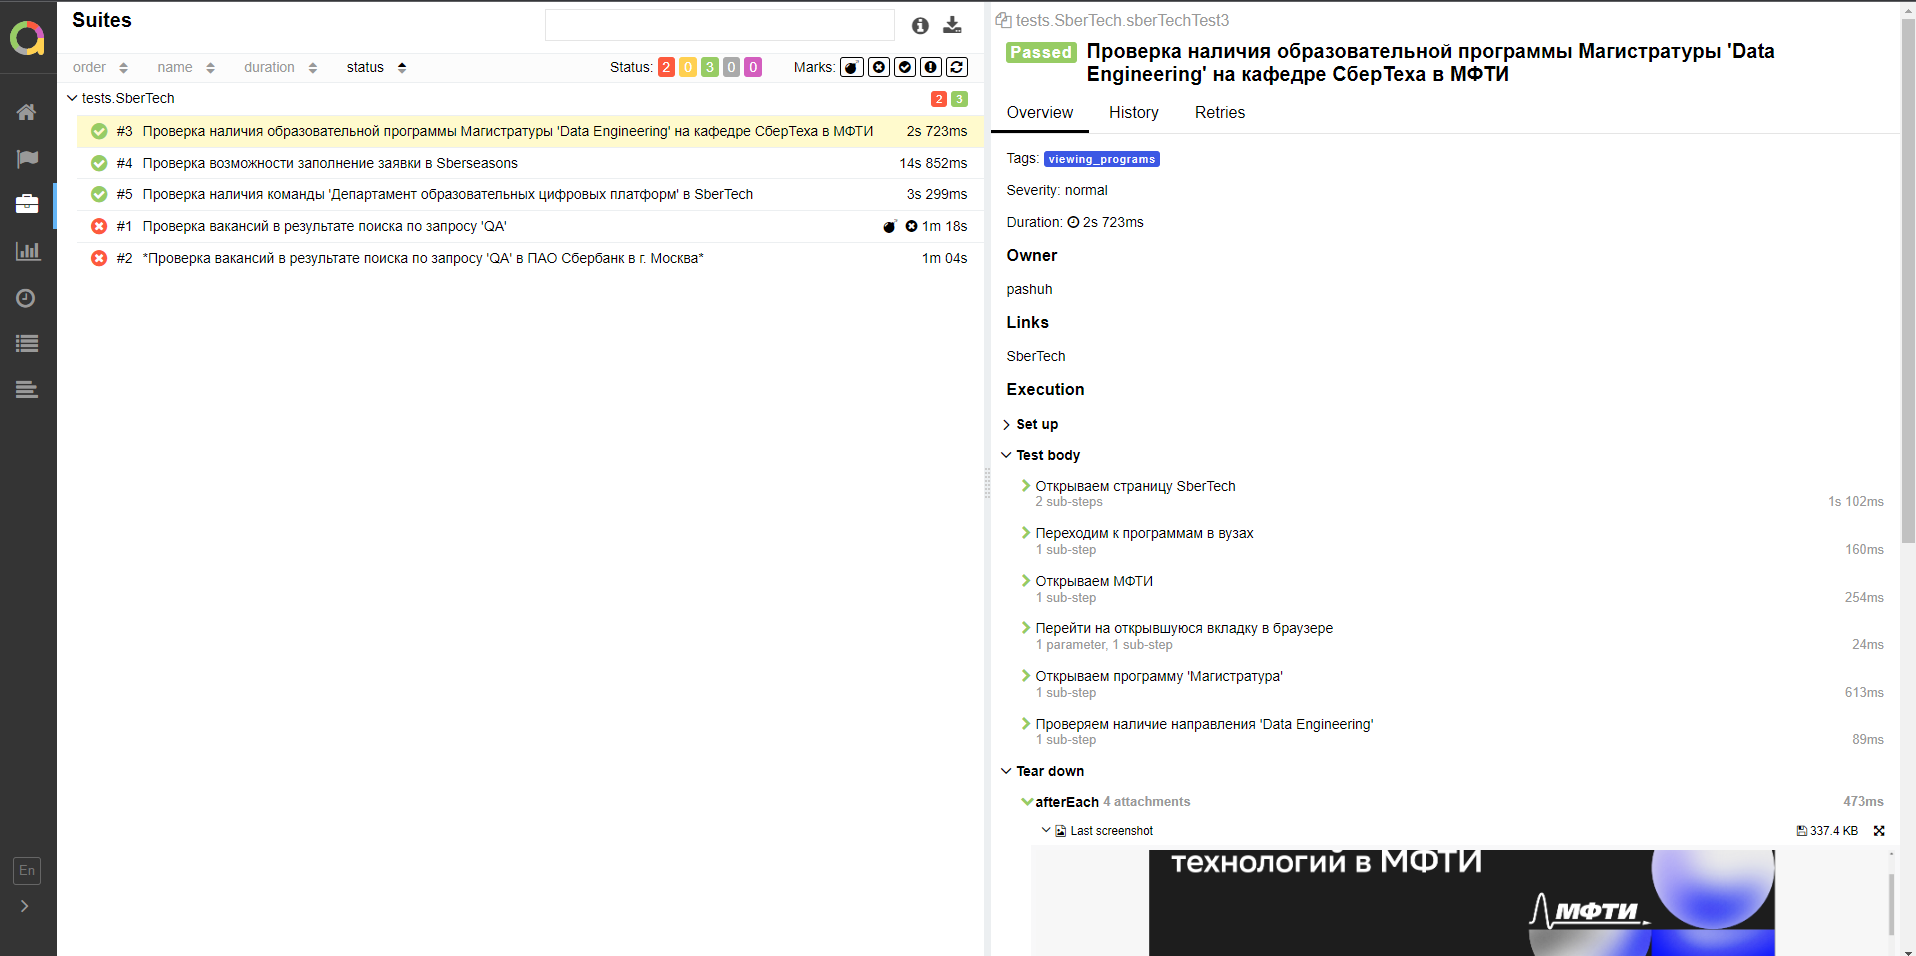 Suites
order name duration status Status: 2 0 3 0 0 Marks:
tests.SberTech 2 3
#3 Проверка наличия образовательной программы Магистратуры 'Data Engineering' на кафедре СберТеха в МФТИ 2s 723ms
#4 Проверка возможности заполнение заявки в Sberseasons 14s 852ms
#5 Проверка наличия команды 'Департамент образовательных цифровых платформ' в SberTech 3s 299ms
#1 Проверка вакансий в результате поиска по запросу 'QA' 1m 18s
#2 *Проверка вакансий в результате поиска по запросу 'QA' в ПАО Сбербанк в г. Москва* 1m 04s
En
tests.SberTech.sberTechTest3
Passed Проверка наличия образовательной программы Магистратуры 'Data
Engineering' на кафедре СберТеха в МФТИ
Overview History Retries
Tags: viewing_programs
Severity: normal
Duration: 2s 723ms
Owner
pashuh
Links
SberTech
Execution
Set up
Test body
Открываем страницу SberTech
2 sub-steps 1s 102ms
Переходим к программам в вузах
1 sub-step 160ms
Открываем МФТИ
1 sub-step 254ms
Перейти на открывшуюся вкладку в браузере
1 parameter, 1 sub-step 24ms
Открываем программу 'Магистратура'
1 sub-step 613ms
Проверяем наличие направления 'Data Engineering'
1 sub-step 89ms
Tear down
afterEach 4 attachments 473ms
Last screenshot 337.4 KB
технологий в МФТИ
МФТИ